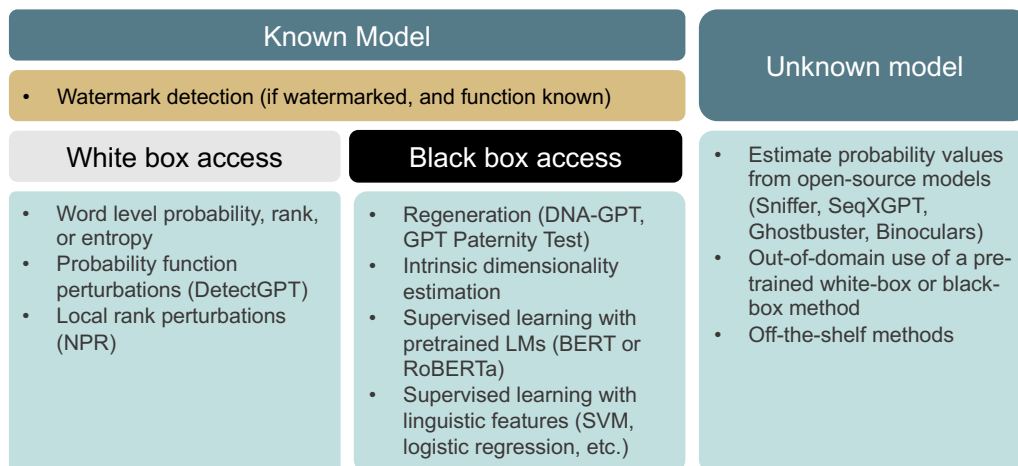 Known Model
• Watermark detection (if watermarked, and function known)
White box access
• Word level probability, rank,
or entropy
• Probability function
perturbations (DetectGPT)
• Local rank perturbations
(NPR)
Black box access
• Regeneration (DNA-GPT,
GPT Paternity Test)
• Intrinsic dimensionality
estimation
• Supervised learning with
pretrained LMs (BERT or
RoBERTa)
• Supervised learning with
linguistic features (SVM,
logistic regression, etc.)
Unknown model
• Estimate probability values
from open-source models
(Sniffer, SeqXGPT,
Ghostbuster, Binoculars)
• Out-of-domain use of a pre-
trained white-box or black-
box method
• Off-the-shelf methods